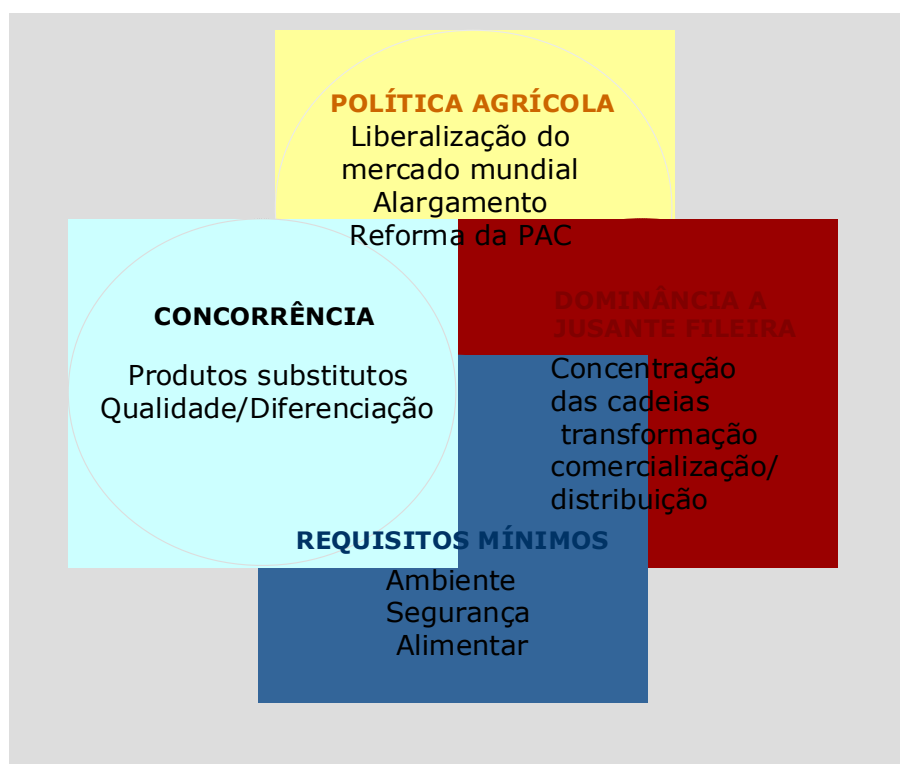 POLÍTICA AGRÍCOLA
Liberalização do
mercado mundial
Alargamento
Reforma da PAC
CONCORRÊNCIA
Produtos substitutos
Qualidade/Diferenciação
DOMINÂNCIA A
JUSANTE FILEIRA
Concentração
das cadeias
transformação
comercialização/
distribuição
REQUISITOS MÍNIMOS
Ambiente
Segurança
Alimentar